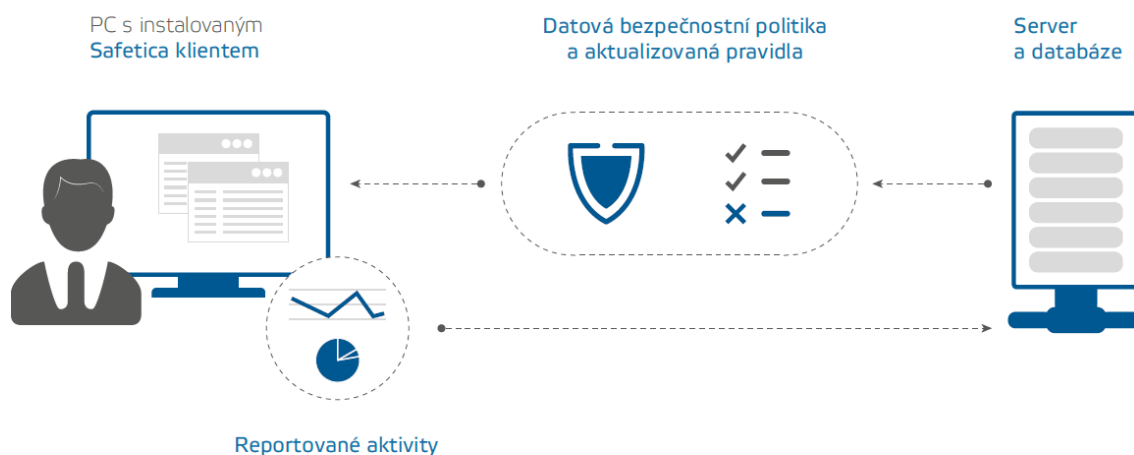 PC s instalovaným
Safetica klientem
Datová bezpečnostní politika
a aktualizovaná pravidla
Server
a databáze
Reportované aktivity